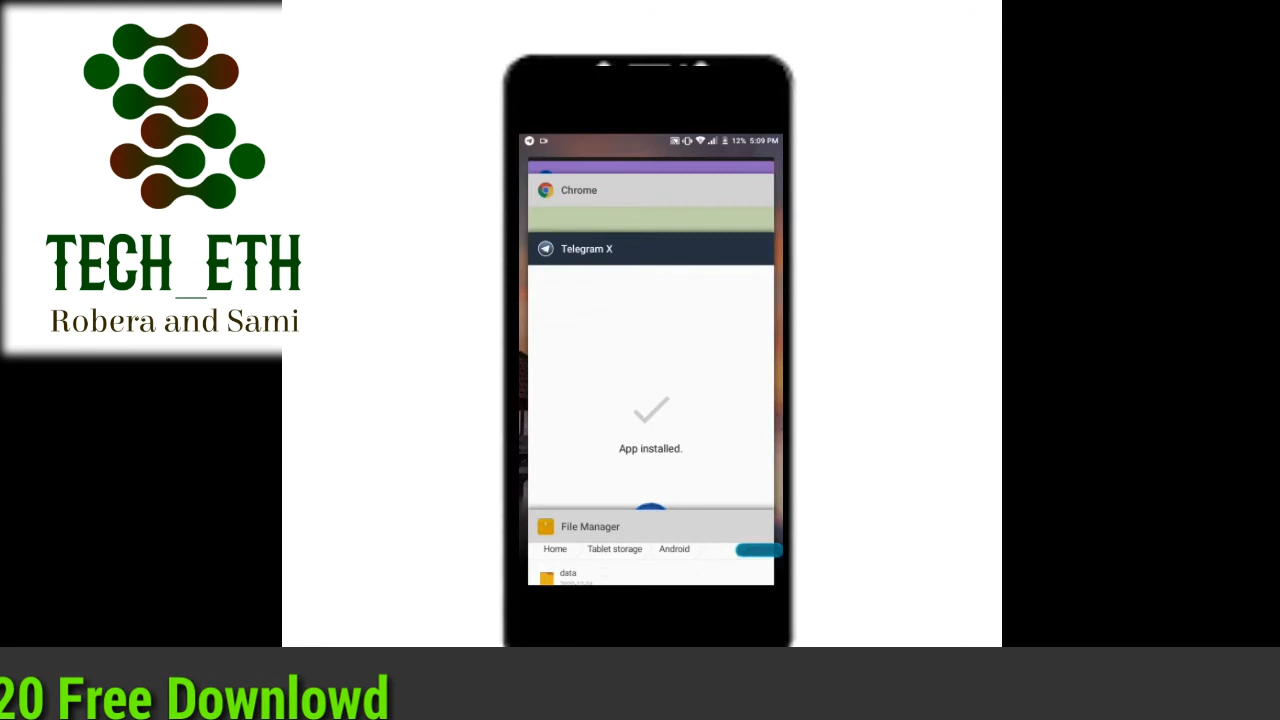 TECH_ETH
Robera and Sami
12% 5:09 PM
Chrome
Telegram X
App installed.
File Manager
Home Tablet storage Android
data
20 Free Downlowd